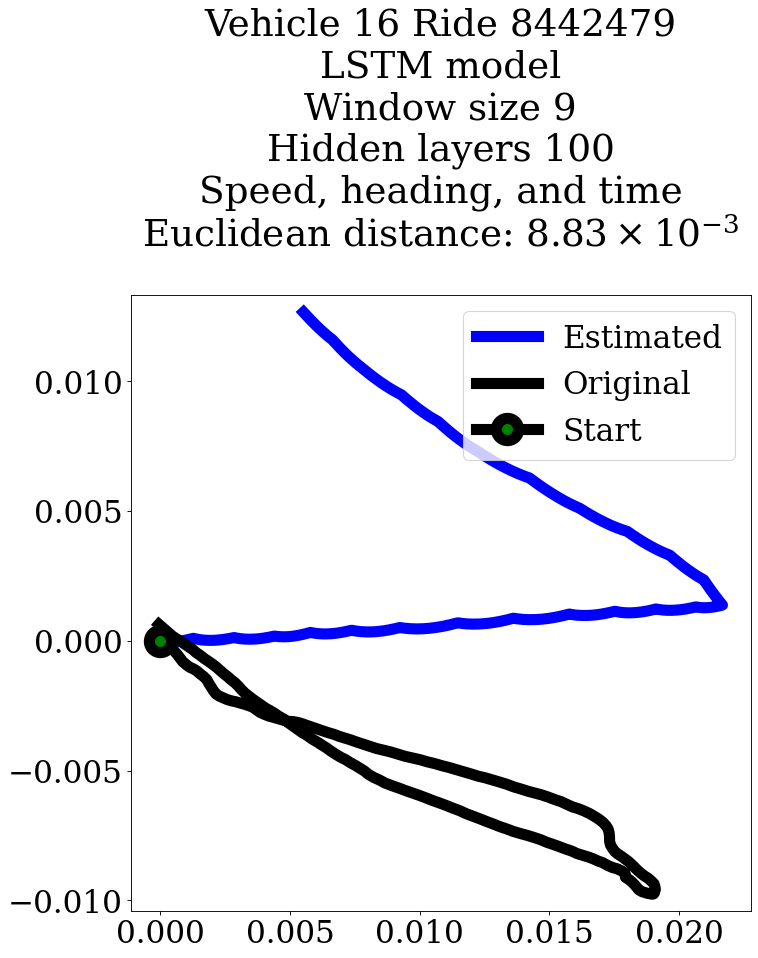 Vehicle 16 Ride 8442479
LSTM model
Window size 9
Hidden layers 100
Speed, heading, and time
Euclidean distance: 8.83 × 10⁻³
Estimated
Original
Start
0.010
0.005
0.000
−0.005
−0.010
0.000 0.005 0.010 0.015 0.020